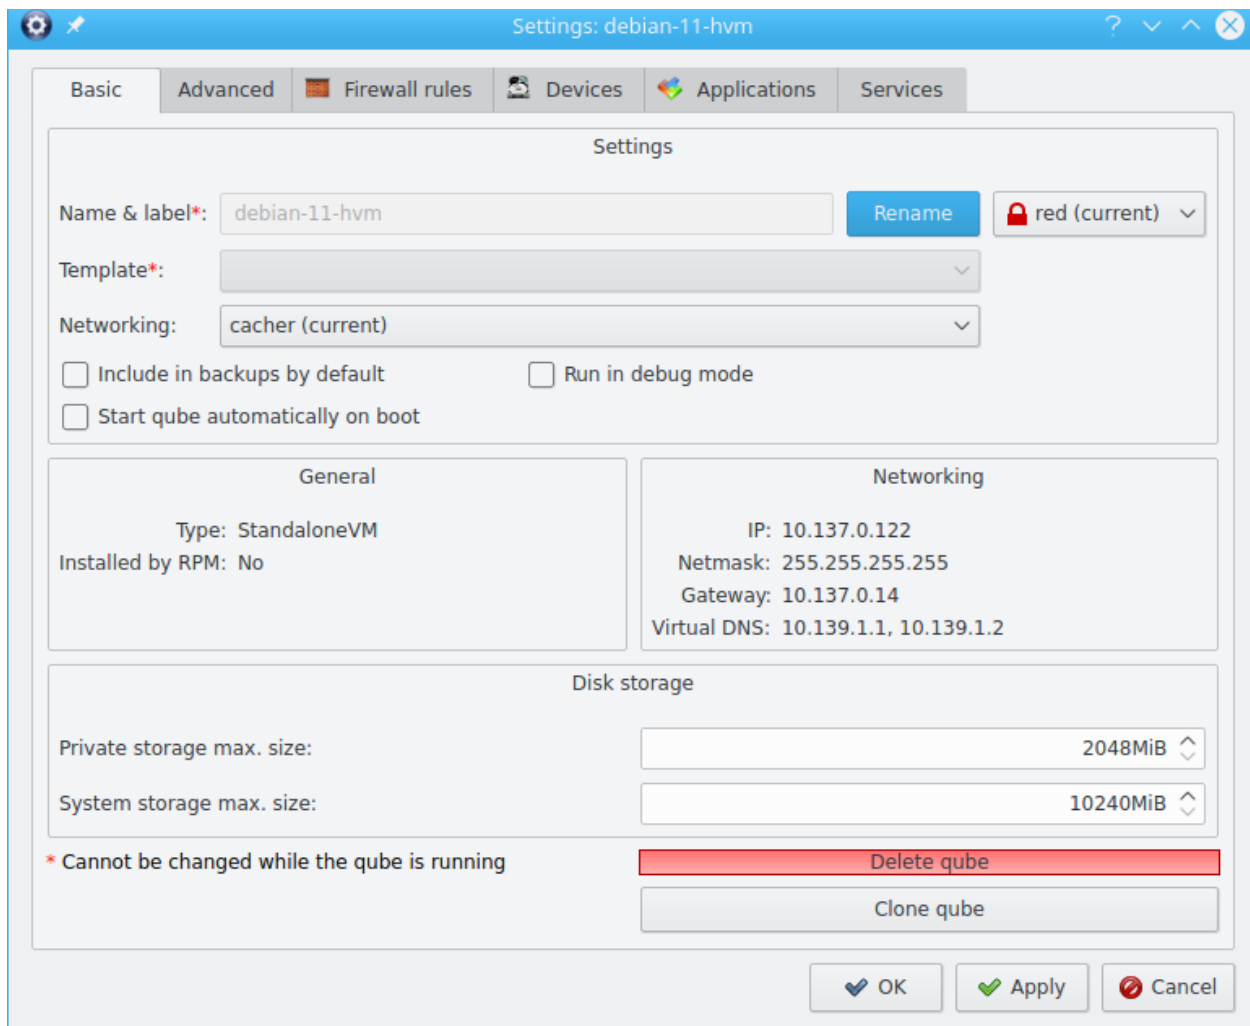 Settings: debian-11-hvm
Basic Advanced Firewall rules Devices Applications Services
Settings
Name & label*: debian-11-hvm Rename red (current)
Template*:
Networking: cacher (current)
Include in backups by default Run in debug mode
Start qube automatically on boot
General
Type: StandaloneVM
Installed by RPM: No
Networking
IP: 10.137.0.122
Netmask: 255.255.255.255
Gateway: 10.137.0.14
Virtual DNS: 10.139.1.1, 10.139.1.2
Disk storage
Private storage max. size: 2048MiB
System storage max. size: 10240MiB
* Cannot be changed while the qube is running
Delete qube
Clone qube
OK Apply Cancel